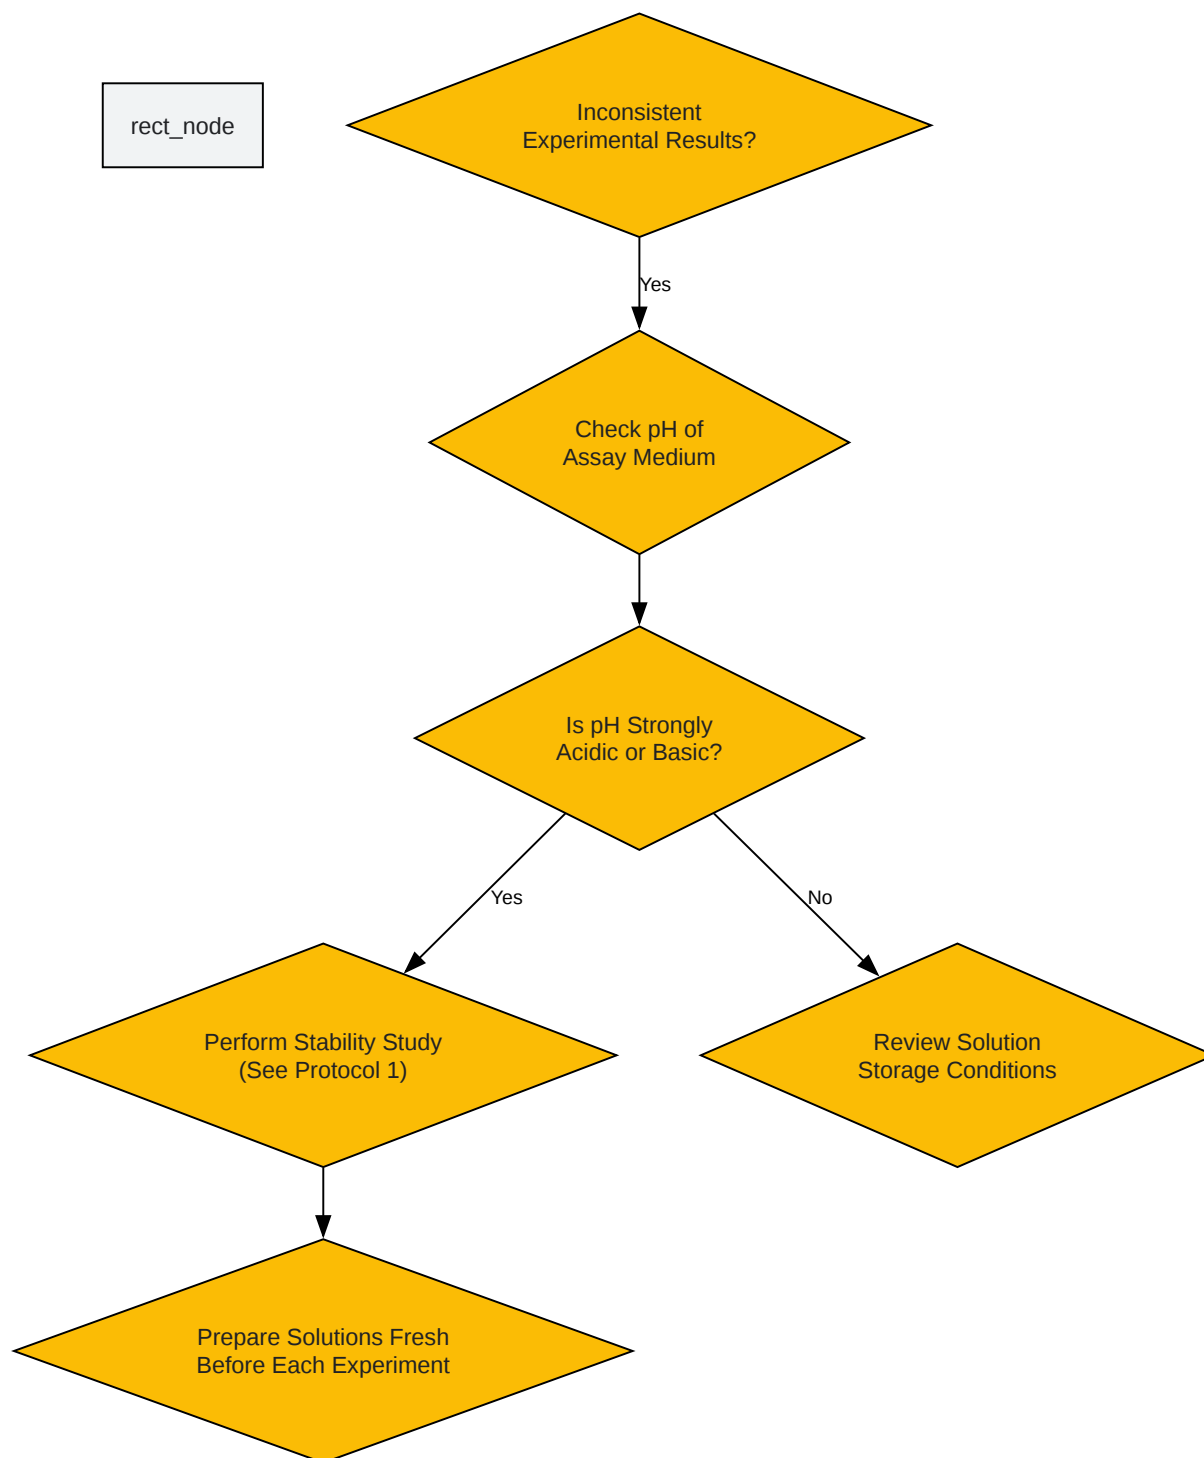 rect_node
Inconsistent
Experimental Results?
Yes
Check pH of
Assay Medium
Is pH Strongly
Acidic or Basic?
Yes
No
Perform Stability Study
(See Protocol 1)
Review Solution
Storage Conditions
Prepare Solutions Fresh
Before Each Experiment